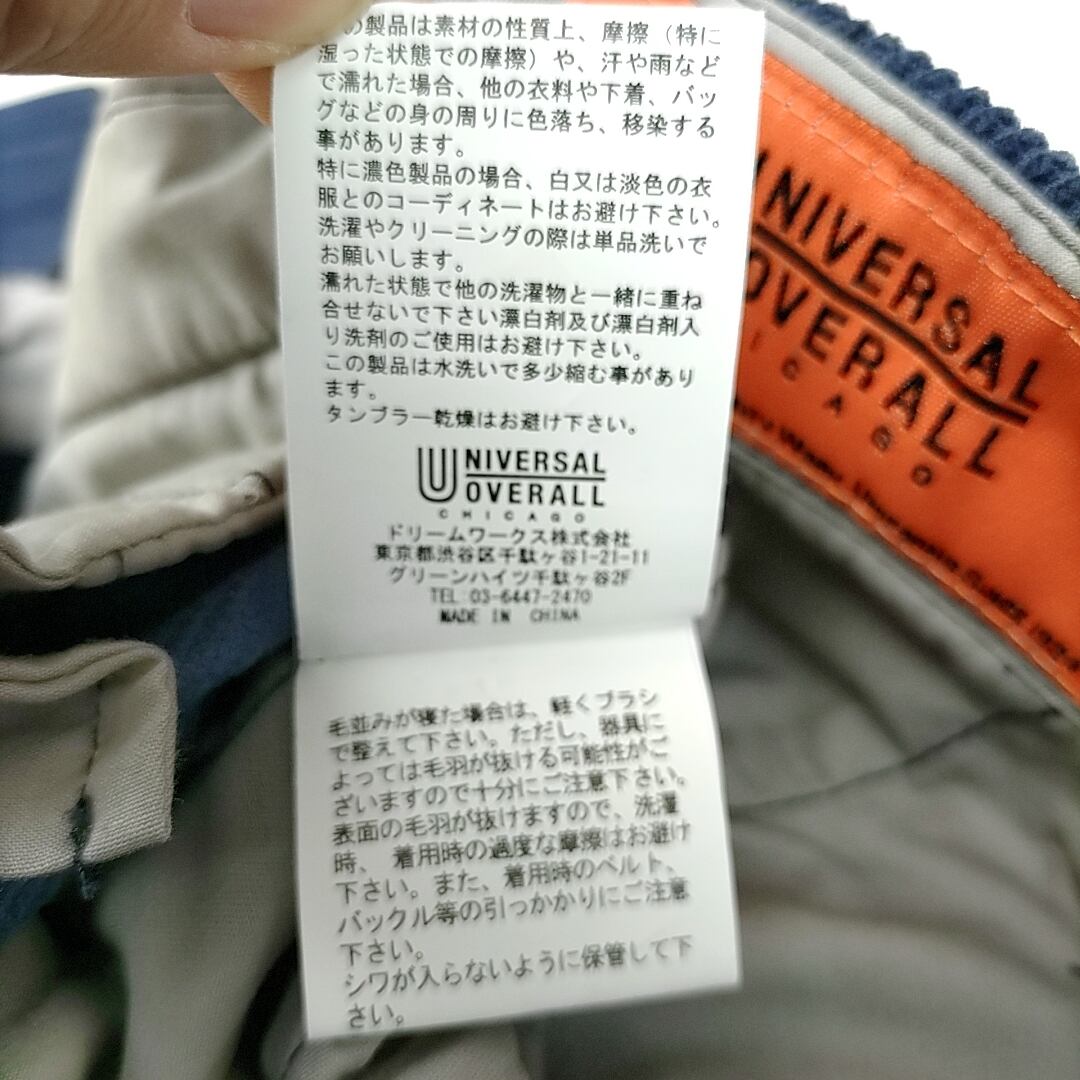 の製品は素材の性質上、摩擦（特に
湿った状態での摩擦）や、汗や雨など
で濡れた場合、他の衣料や下着、バッ
グなどの身の周りに色落ち、移染する
事があります。
特に濃色製品の場合、白又は淡色の衣
服とのコーディネートはお避け下さい。
洗濯やクリーニングの際は単品洗いで
お願いします。
濡れた状態で他の洗濯物と一緒に重ね
合せないで下さい漂白剤及び漂白剤入
り洗剤のご使用はお避け下さい。
この製品は水洗いで多少縮む事があり
ます。
タンブラー乾燥はお避け下さい。
UNIVERSAL
OVERALL
CHICAGO
ドリームワークス株式会社
東京都渋谷区千駄ヶ谷1-21-11
グリーンハイツ千駄ヶ谷2F
TEL 03-6447-2470
MADE IN CHINA
毛並みが寝た場合は、軽くブラシ
で整えて下さい。ただし、器具に
よっては毛羽が抜ける可能性がご
ざいますので十分にご注意下さい。
表面の毛羽が抜けますので、洗濯
時、着用時の過度な摩擦はお避け
下さい。また、着用時のベルト、
バックル等の引っかかりにご注意
下さい。
シワが入らないように保管して下
さい。
UNIVERSAL
OVERALL
ICAGO